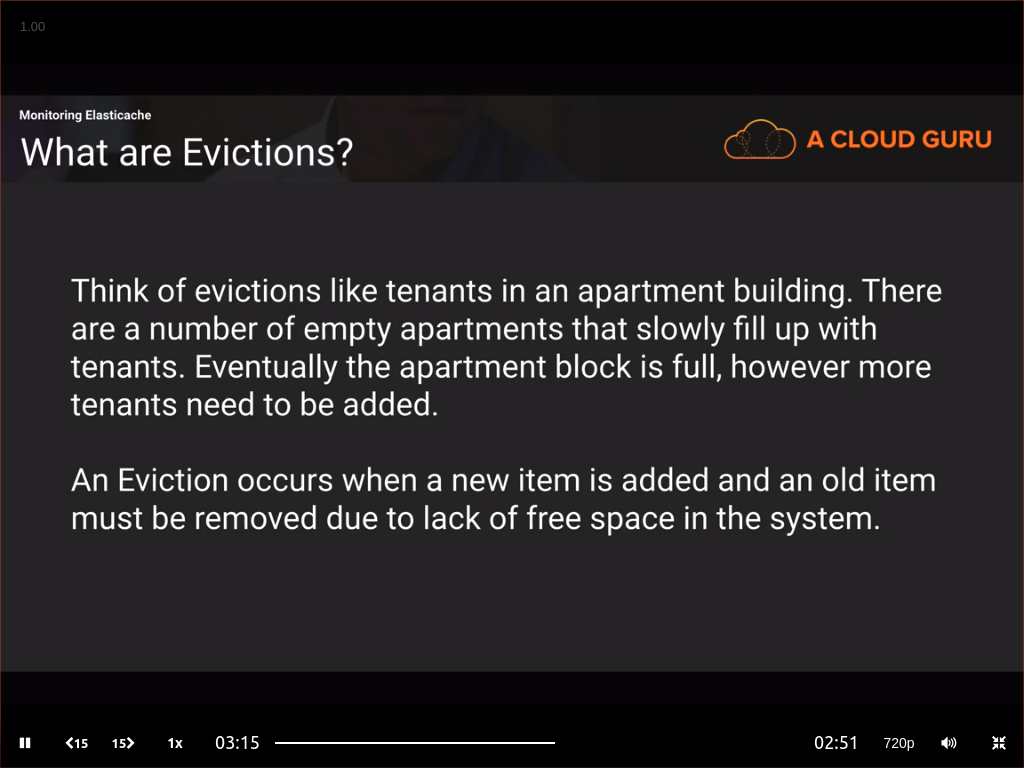 1.00
Monitoring Elasticache
What are Evictions?
A CLOUD GURU
Think of evictions like tenants in an apartment building. There
are a number of empty apartments that slowly fill up with
tenants. Eventually the apartment block is full, however more
tenants need to be added.
An Eviction occurs when a new item is added and an old item
must be removed due to lack of free space in the system.
15 15 1x 03:15 02:51 720p